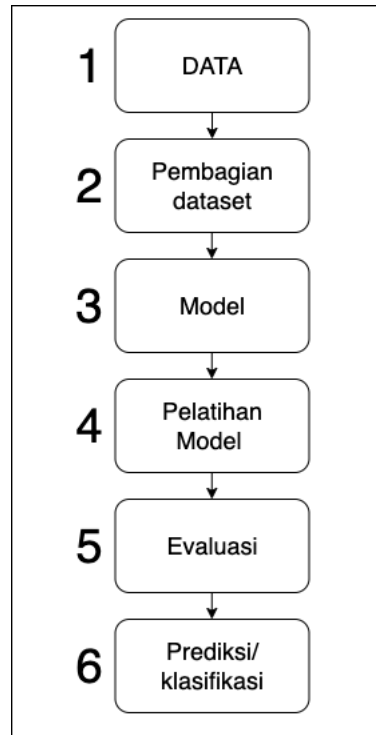 1
DATA
2
Pembagian
dataset
3
Model
4
Pelatihan
Model
5
Evaluasi
6
Prediksi/
klasifikasi